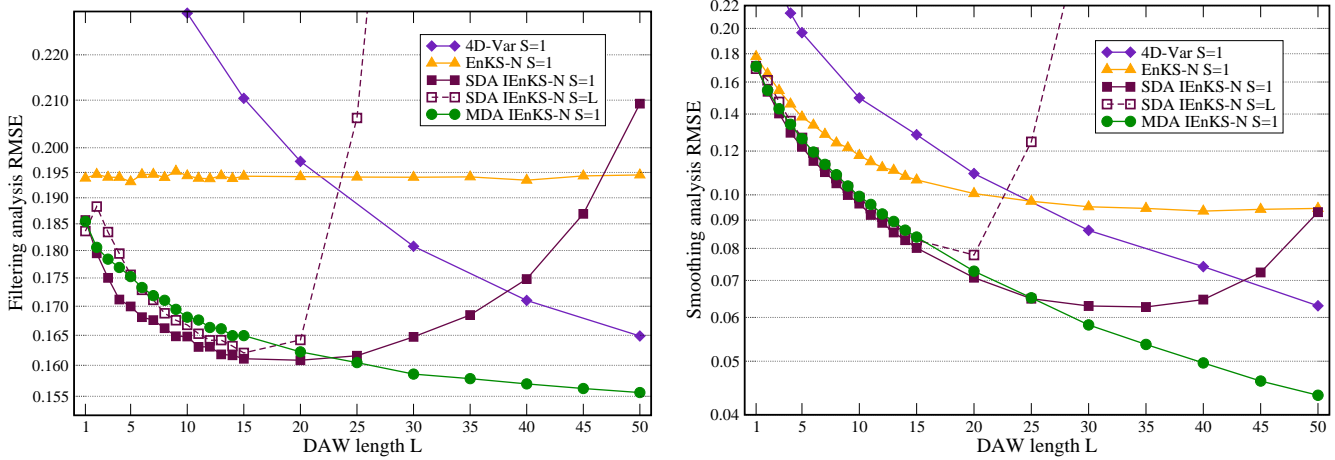 Filtering analysis RMSE
0.220
0.210
0.200
0.195
0.190
0.185
0.180
0.175
0.170
0.165
0.160
0.155
4D-Var S=1
EnKS-N S=1
SDA IEnKS-N S=1
SDA IEnKS-N S=L
MDA IEnKS-N S=1
1 5 10 15 20 25 30 35 40 45 50
DAW length L
Smoothing analysis RMSE
0.22
0.20
0.18
0.16
0.14
0.12
0.10
0.09
0.08
0.07
0.06
0.05
0.04
4D-Var S=1
EnKS-N S=1
SDA IEnKS-N S=1
SDA IEnKS-N S=L
MDA IEnKS-N S=1
1 5 10 15 20 25 30 35 40 45 50
DAW length L